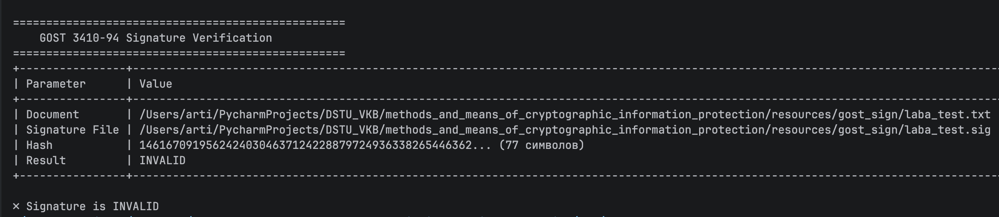 ==================================================
    GOST 3410-94 Signature Verification
==================================================
+----------------+----------------------------------------------------------------------------------------------------------------------------------
| Parameter      | Value
+----------------+----------------------------------------------------------------------------------------------------------------------------------
| Document       | /Users/arti/PycharmProjects/DSTU_VKB/methods_and_means_of_cryptographic_information_protection/resources/gost_sign/laba_test.txt
| Signature File | /Users/arti/PycharmProjects/DSTU_VKB/methods_and_means_of_cryptographic_information_protection/resources/gost_sign/laba_test.sig
| Hash           | 14616709195624240304637124228879724936338265446362... (77 символов)
| Result         | INVALID
+----------------+----------------------------------------------------------------------------------------------------------------------------------
× Signature is INVALID